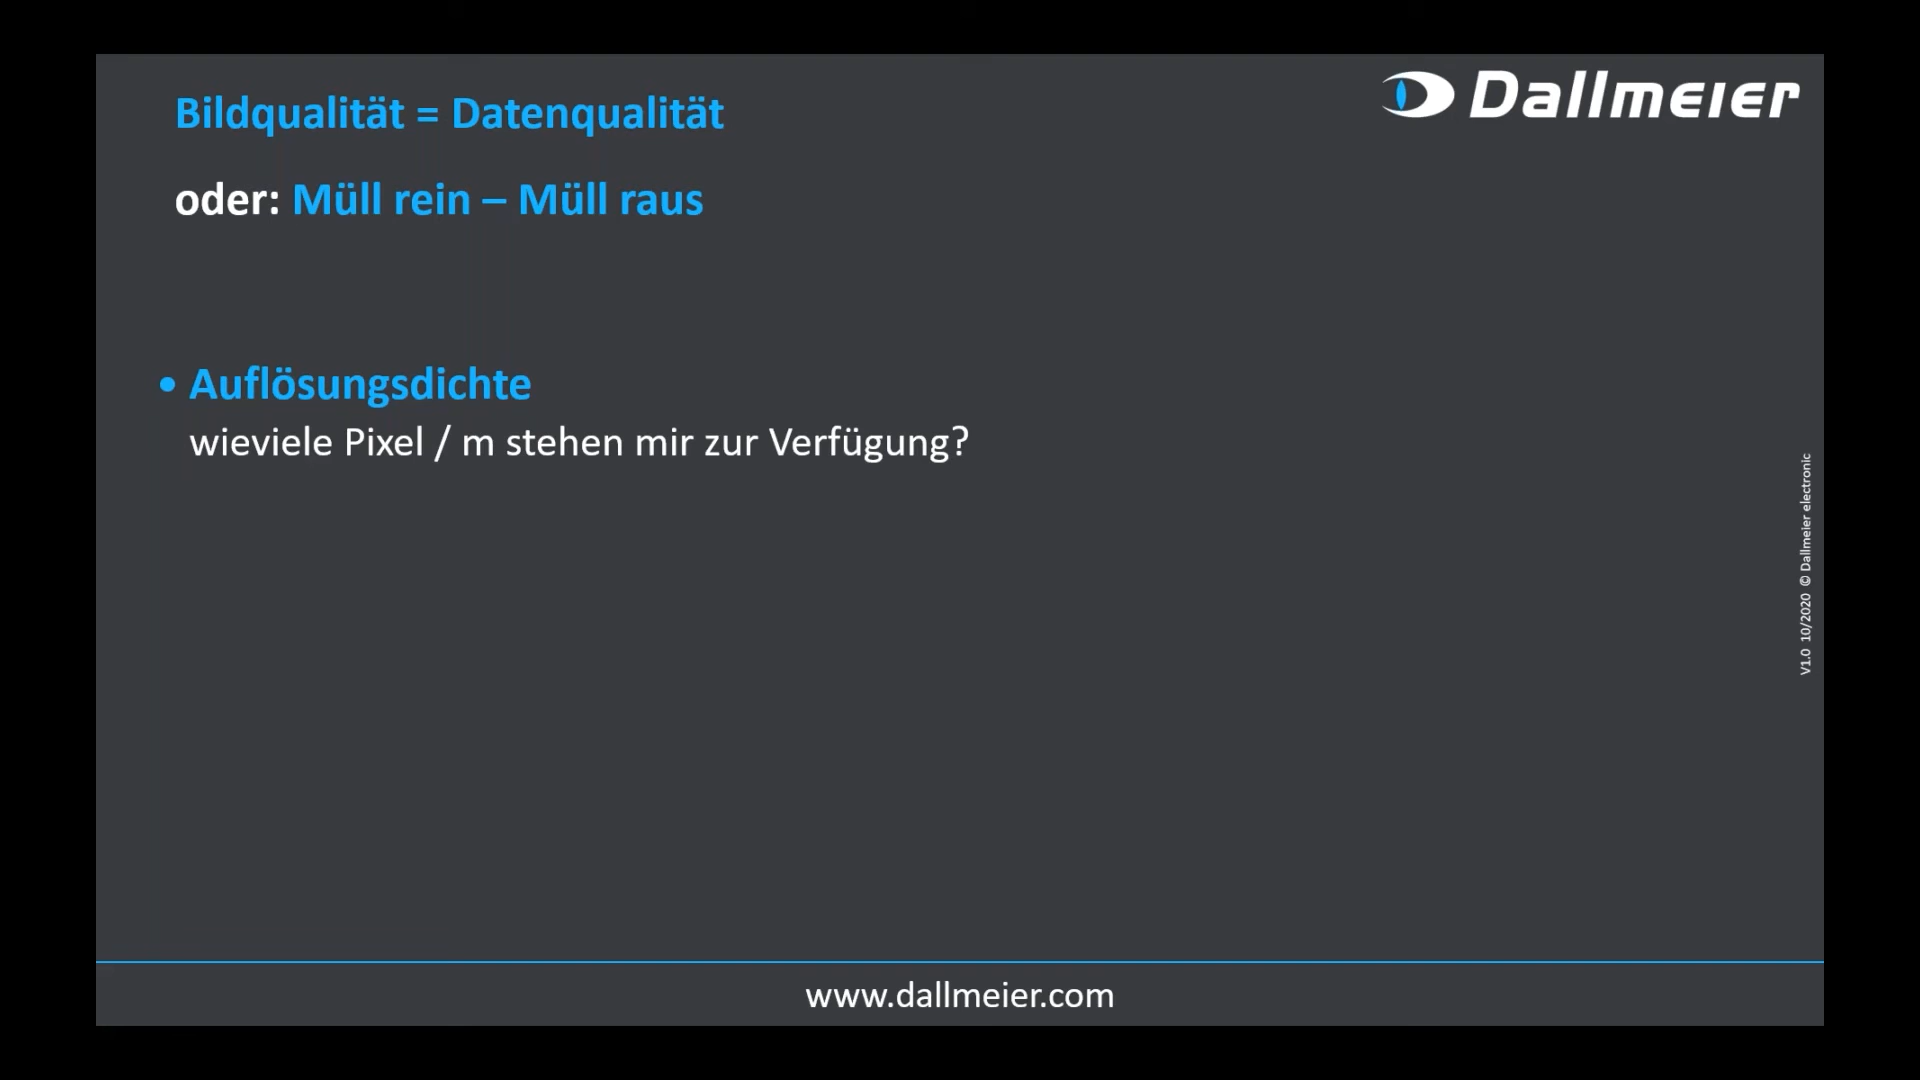 Dallmeier
Bildqualität = Datenqualität
oder: Müll rein – Müll raus
• Auflösungsdichte
wieviele Pixel / m stehen mir zur Verfügung?
V1.0 10/2020 © Dallmeier electronic
www.dallmeier.com